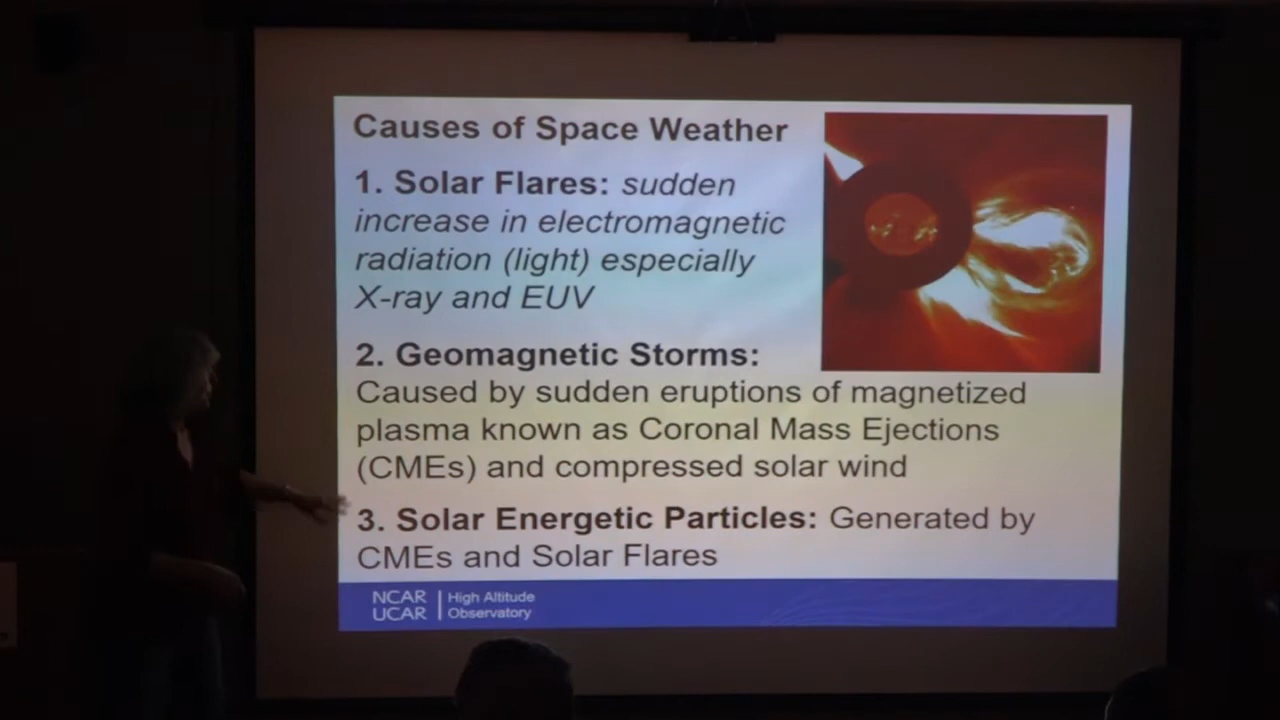 Causes of Space Weather
1. Solar Flares: sudden
increase in electromagnetic
radiation (light) especially
X-ray and EUV
2. Geomagnetic Storms:
Caused by sudden eruptions of magnetized
plasma known as Coronal Mass Ejections
(CMEs) and compressed solar wind
3. Solar Energetic Particles: Generated by
CMEs and Solar Flares
NCAR
UCAR
High Altitude
Observatory